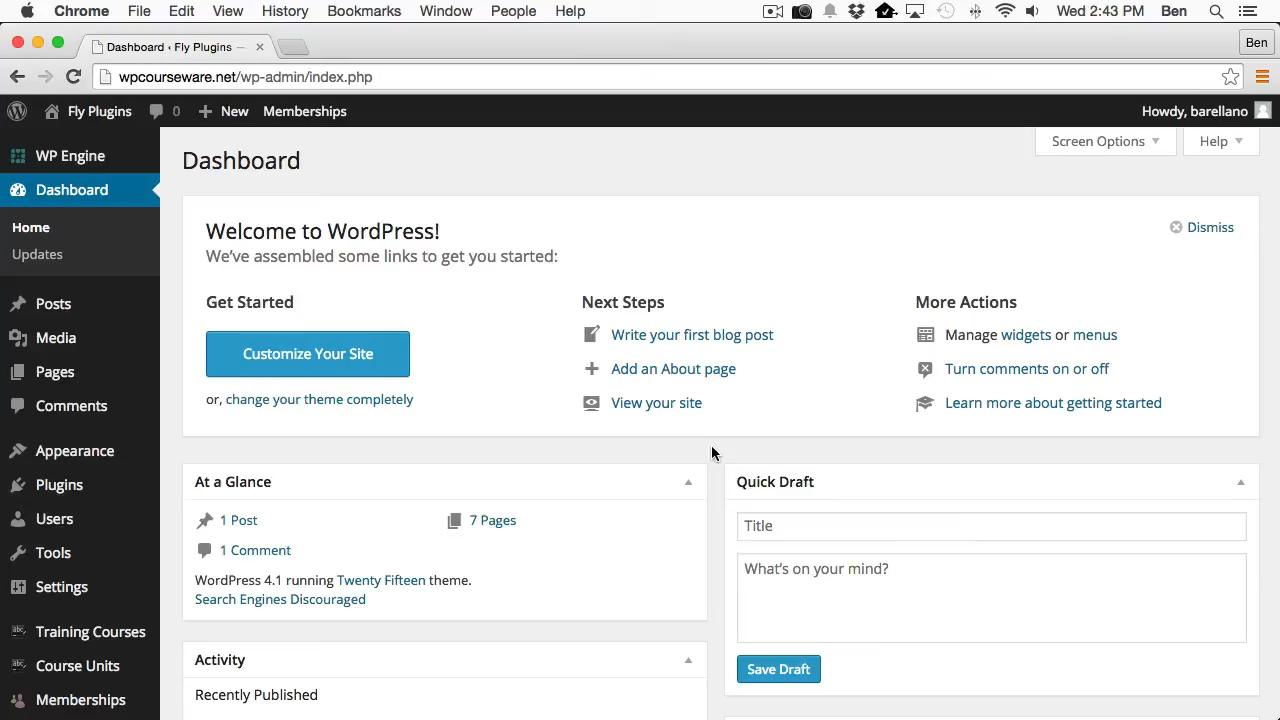 Chrome File Edit View History Bookmarks Window People Help Wed 2:43 PM Ben
Dashboard ‹ Fly Plugins —
Ben
wpcourseware.net/wp-admin/index.php
Fly Plugins 0 New Memberships Howdy, barellano
WP Engine
Dashboard
Home
Updates
Posts
Media
Pages
Comments
Appearance
Plugins
Users
Tools
Settings
Training Courses
Course Units
Memberships
Screen Options Help
Dashboard
Welcome to WordPress!
We've assembled some links to get you started:
Dismiss
Get Started
Customize Your Site
or, change your theme completely
Next Steps
Write your first blog post
Add an About page
View your site
More Actions
Manage widgets or menus
Turn comments on or off
Learn more about getting started
At a Glance
1 Post 7 Pages
1 Comment
WordPress 4.1 running Twenty Fifteen theme.
Search Engines Discouraged
Activity
Recently Published
Quick Draft
Title
What's on your mind?
Save Draft